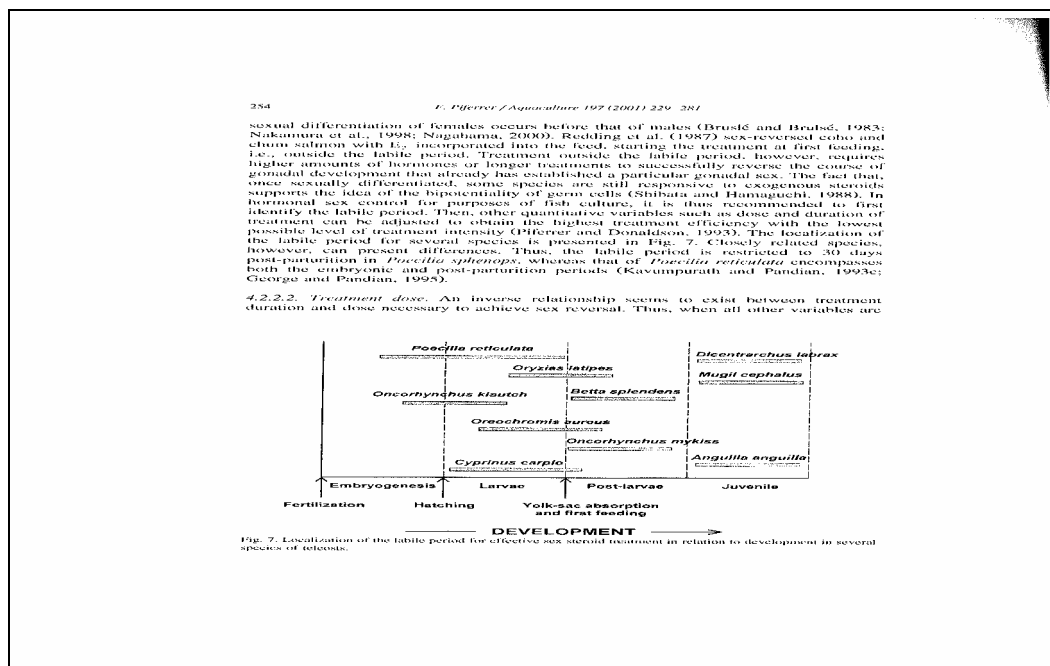 254
F. Piferrer / Aquaculture 197 (2001) 229–281
sexual differentiation of females occurs before that of males (Bruslé and Brulsé, 1983;
Nakamura et al., 1998; Nagahama, 2000). Redding et al. (1987) sex-reversed coho and
chum salmon with E₂ incorporated into the feed, starting the treatment at first feeding,
i.e., outside the labile period. Treatment outside the labile period, however, requires
higher amounts of hormones or longer treatments to successfully reverse the course of
gonadal development that already has established a particular gonadal sex. The fact that,
once sexually differentiated, some species are still responsive to exogenous steroids
supports the idea of the bipotentiality of germ cells (Shibata and Hamaguchi, 1988). In
hormonal sex control for purposes of fish culture, it is thus recommended to first
identify the labile period. Then, other quantitative variables such as dose and duration of
treatment can be adjusted to obtain the highest treatment efficiency with the lowest
possible level of treatment intensity (Piferrer and Donaldson, 1993). The localization of
the labile period for several species is presented in Fig. 7. Closely related species,
however, can present differences. Thus, the labile period is restricted to 30 days
post-parturition in Poecilia sphenops, whereas that of Poecilia reticulata encompasses
both the embryonic and post-parturition periods (Kavumpurath and Pandian, 1993c;
George and Pandian, 1995).
4.2.2.2. Treatment dose. An inverse relationship seems to exist between treatment
duration and dose necessary to achieve sex reversal. Thus, when all other variables are
Poecilia reticulata
Dicentrarchus labrax
Oryzias latipes
Mugil cephalus
Oncorhynchus kisutch
Betta splendens
Oreochromis aureus
Oncorhynchus mykiss
Cyprinus carpio
Anguilla anguilla
Embryogenesis
Larvae
Post-larvae
Juvenile
Fertilization
Hatching
Yolk-sac absorption
and first feeding
DEVELOPMENT
Fig. 7. Localization of the labile period for effective sex steroid treatment in relation to development in several
species of teleosts.